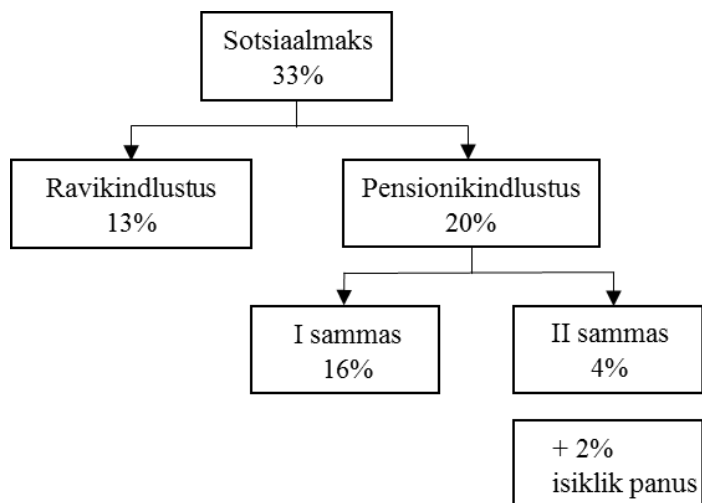 Sotsiaalmaks
33%
Ravikindlustus
13%
Pensionikindlustus
20%
I sammas
16%
II sammas
4%
+ 2%
isiklik panus